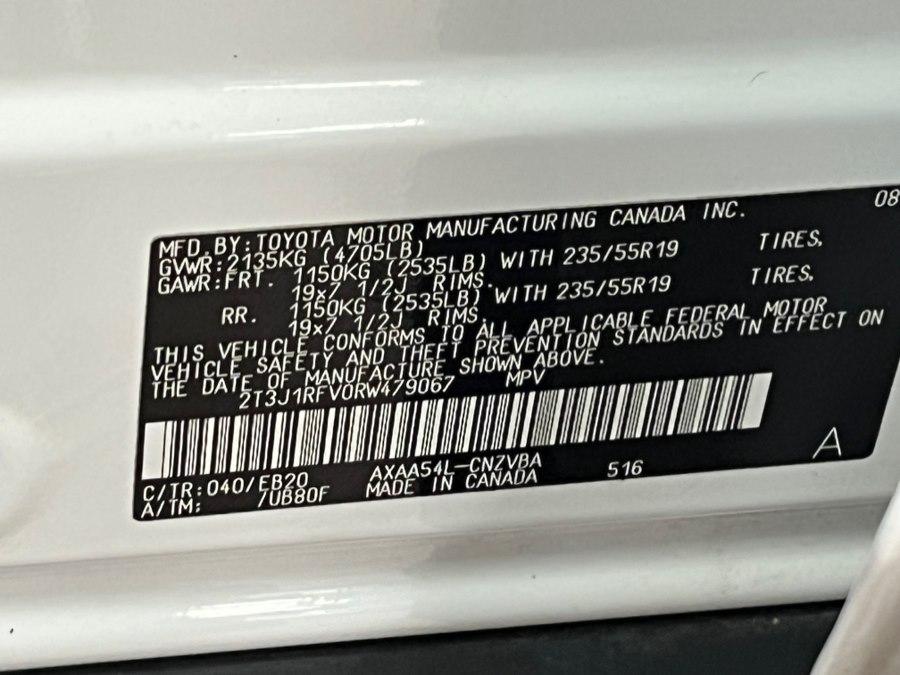 MFD. BY: TOYOTA MOTOR MANUFACTURING CANADA INC. 08
GVWR: 2135KG (4705LB)
GAWR: FRT. 1150KG (2535LB) WITH 235/55R19 TIRES,
19x7 1/2J RIMS.
RR. 1150KG (2535LB) WITH 235/55R19 TIRES,
19x7 1/2J RIMS.
THIS VEHICLE CONFORMS TO ALL APPLICABLE FEDERAL MOTOR
VEHICLE SAFETY AND THEFT PREVENTION STANDARDS IN EFFECT ON
THE DATE OF MANUFACTURE SHOWN ABOVE.
2T3J1RFV0RW479067 MPV
C/TR: 040/EB20 AXAA54L-CNZVBA 516 A
A/TM: /UB80F MADE IN CANADA